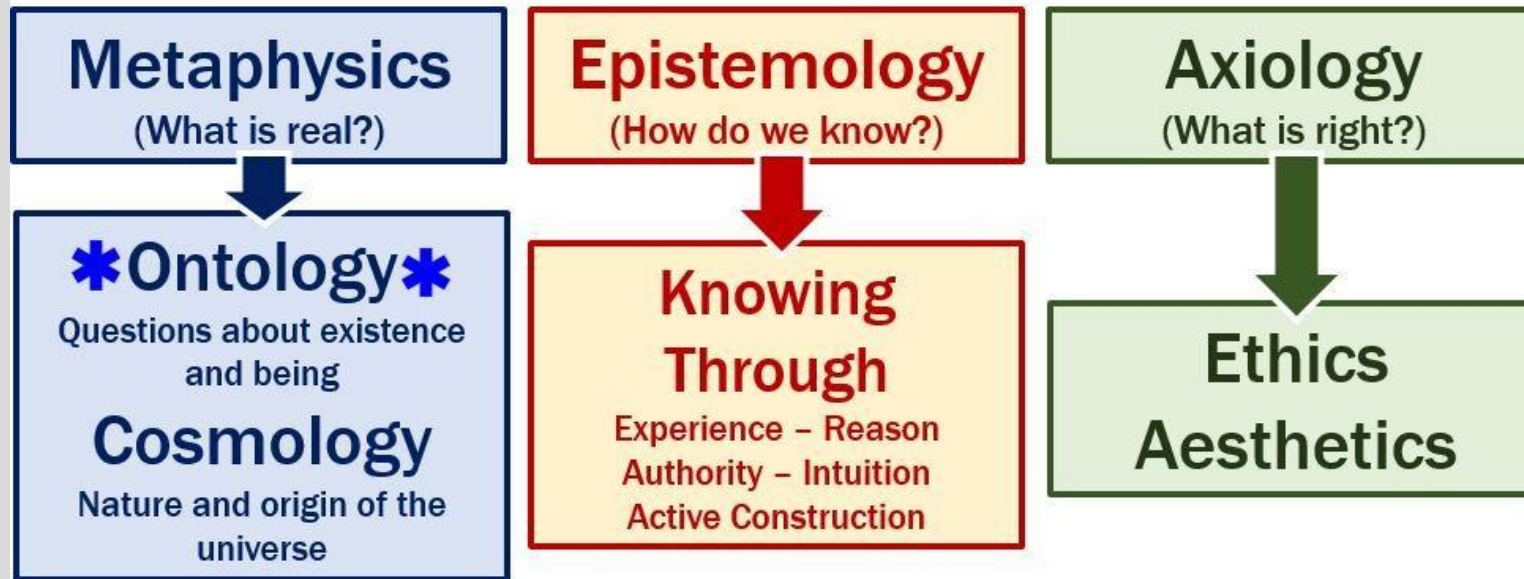 Metaphysics
(What is real?)
*Ontology*
Questions about existence
and being
Cosmology
Nature and origin of the
universe
Epistemology
(How do we know?)
Knowing
Through
Experience – Reason
Authority – Intuition
Active Construction
Axiology
(What is right?)
Ethics
Aesthetics